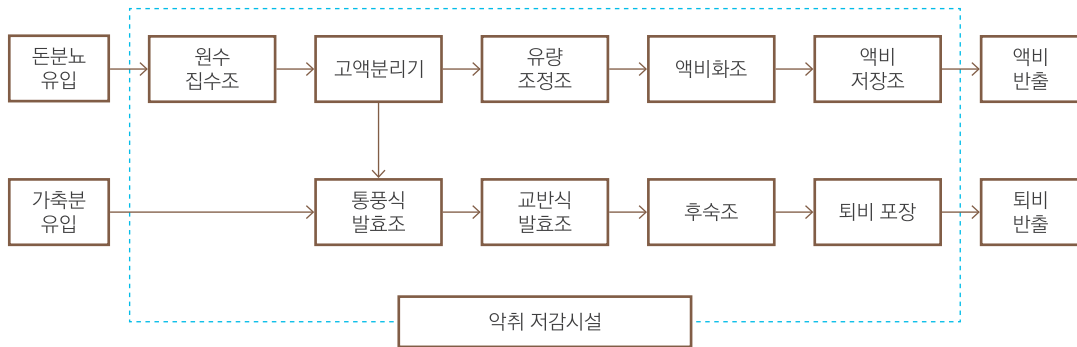 돈분뇨
유입
원수
집수조
고액분리기
유량
조정조
액비화조
액비
저장조
액비
반출
가축분
유입
통풍식
발효조
교반식
발효조
후숙조
퇴비 포장
퇴비
반출
악취 저감시설